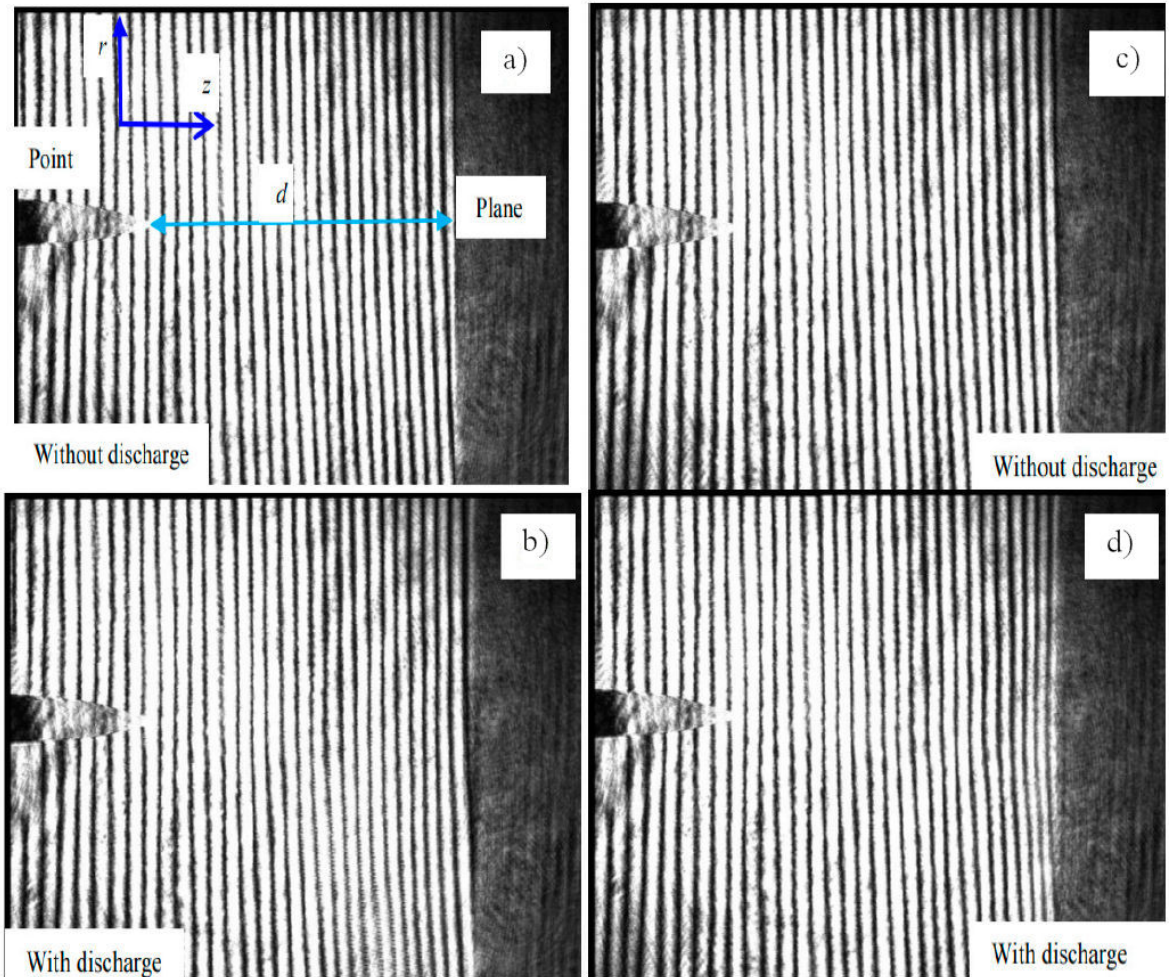 a)
r
z
Point
d
Plane
Without discharge
c)
Without discharge
b)
With discharge
d)
With discharge